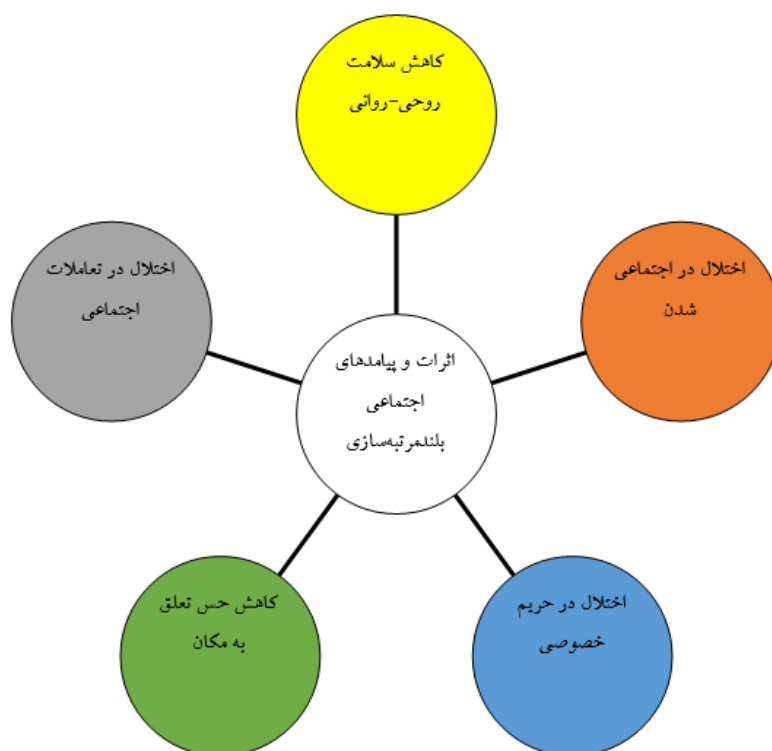 کاهش سلامت
روحی-روانی
اختلال در اجتماعی
شدن
اختلال در تعاملات
اجتماعی
اثرات و پیامدهای
اجتماعی
بلندمرتبه‌سازی
اختلال در حریم
خصوصی
کاهش حس تعلق
به مکان